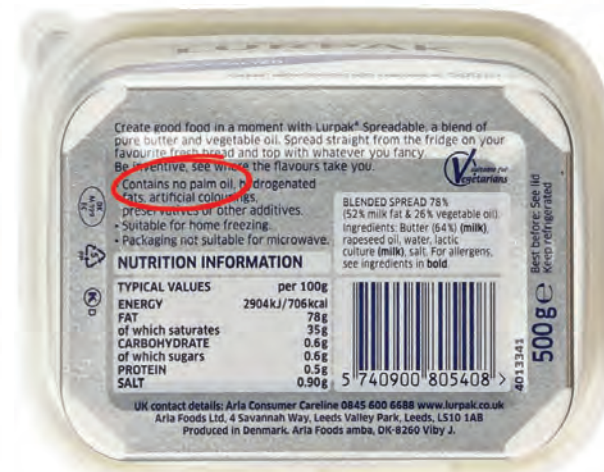 LURPAK
Create good food in a moment with Lurpak® Spreadable, a blend of
pure butter and vegetable oil. Spread straight from the fridge on your
favourite fresh bread and top with whatever you fancy.
Be inventive, see where the flavours take you.
· Contains no palm oil, hydrogenated
fats, artificial colourings,
preservatives or other additives.
• Suitable for home freezing.
• Packaging not suitable for microwave.
suitable for
Vegetarians
BLENDED SPREAD 78%
(52% milk fat & 26% vegetable oil).
Ingredients: Butter (64%) (milk),
rapeseed oil, water, lactic
culture (milk), salt. For allergens,
see ingredients in bold.
NUTRITION INFORMATION
TYPICAL VALUES per 100g
ENERGY 2904kJ/706kcal
FAT 78g
of which saturates 35g
CARBOHYDRATE 0.6g
of which sugars 0.6g
PROTEIN 0.5g
SALT 0.90g
5 740900 805408 >
4013341
500g e
Best before: See lid
Keep refrigerated
K D
UK contact details: Arla Consumer Careline 0845 600 6688 www.lurpak.co.uk
Arla Foods Ltd, 4 Savannah Way, Leeds Valley Park, Leeds, LS10 1AB
Produced in Denmark. Arla Foods amba, DK-8260 Viby J.